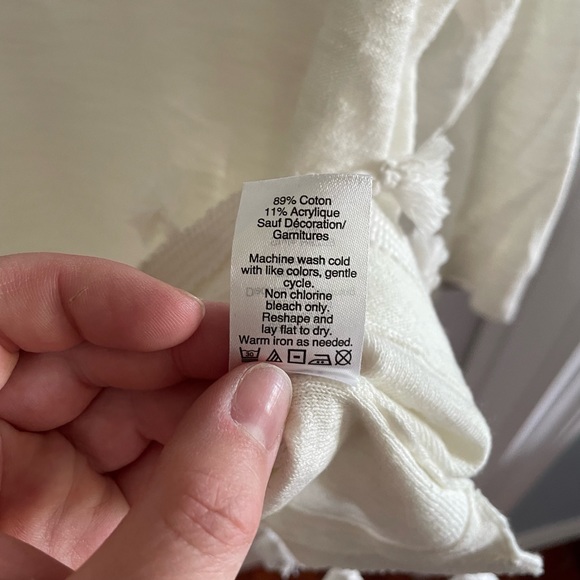 89% Coton
11% Acrylique
Sauf Décoration/
Garnitures
Machine wash cold
with like colors, gentle
cycle.
Non chlorine
bleach only.
Reshape and
lay flat to dry.
Warm iron as needed.